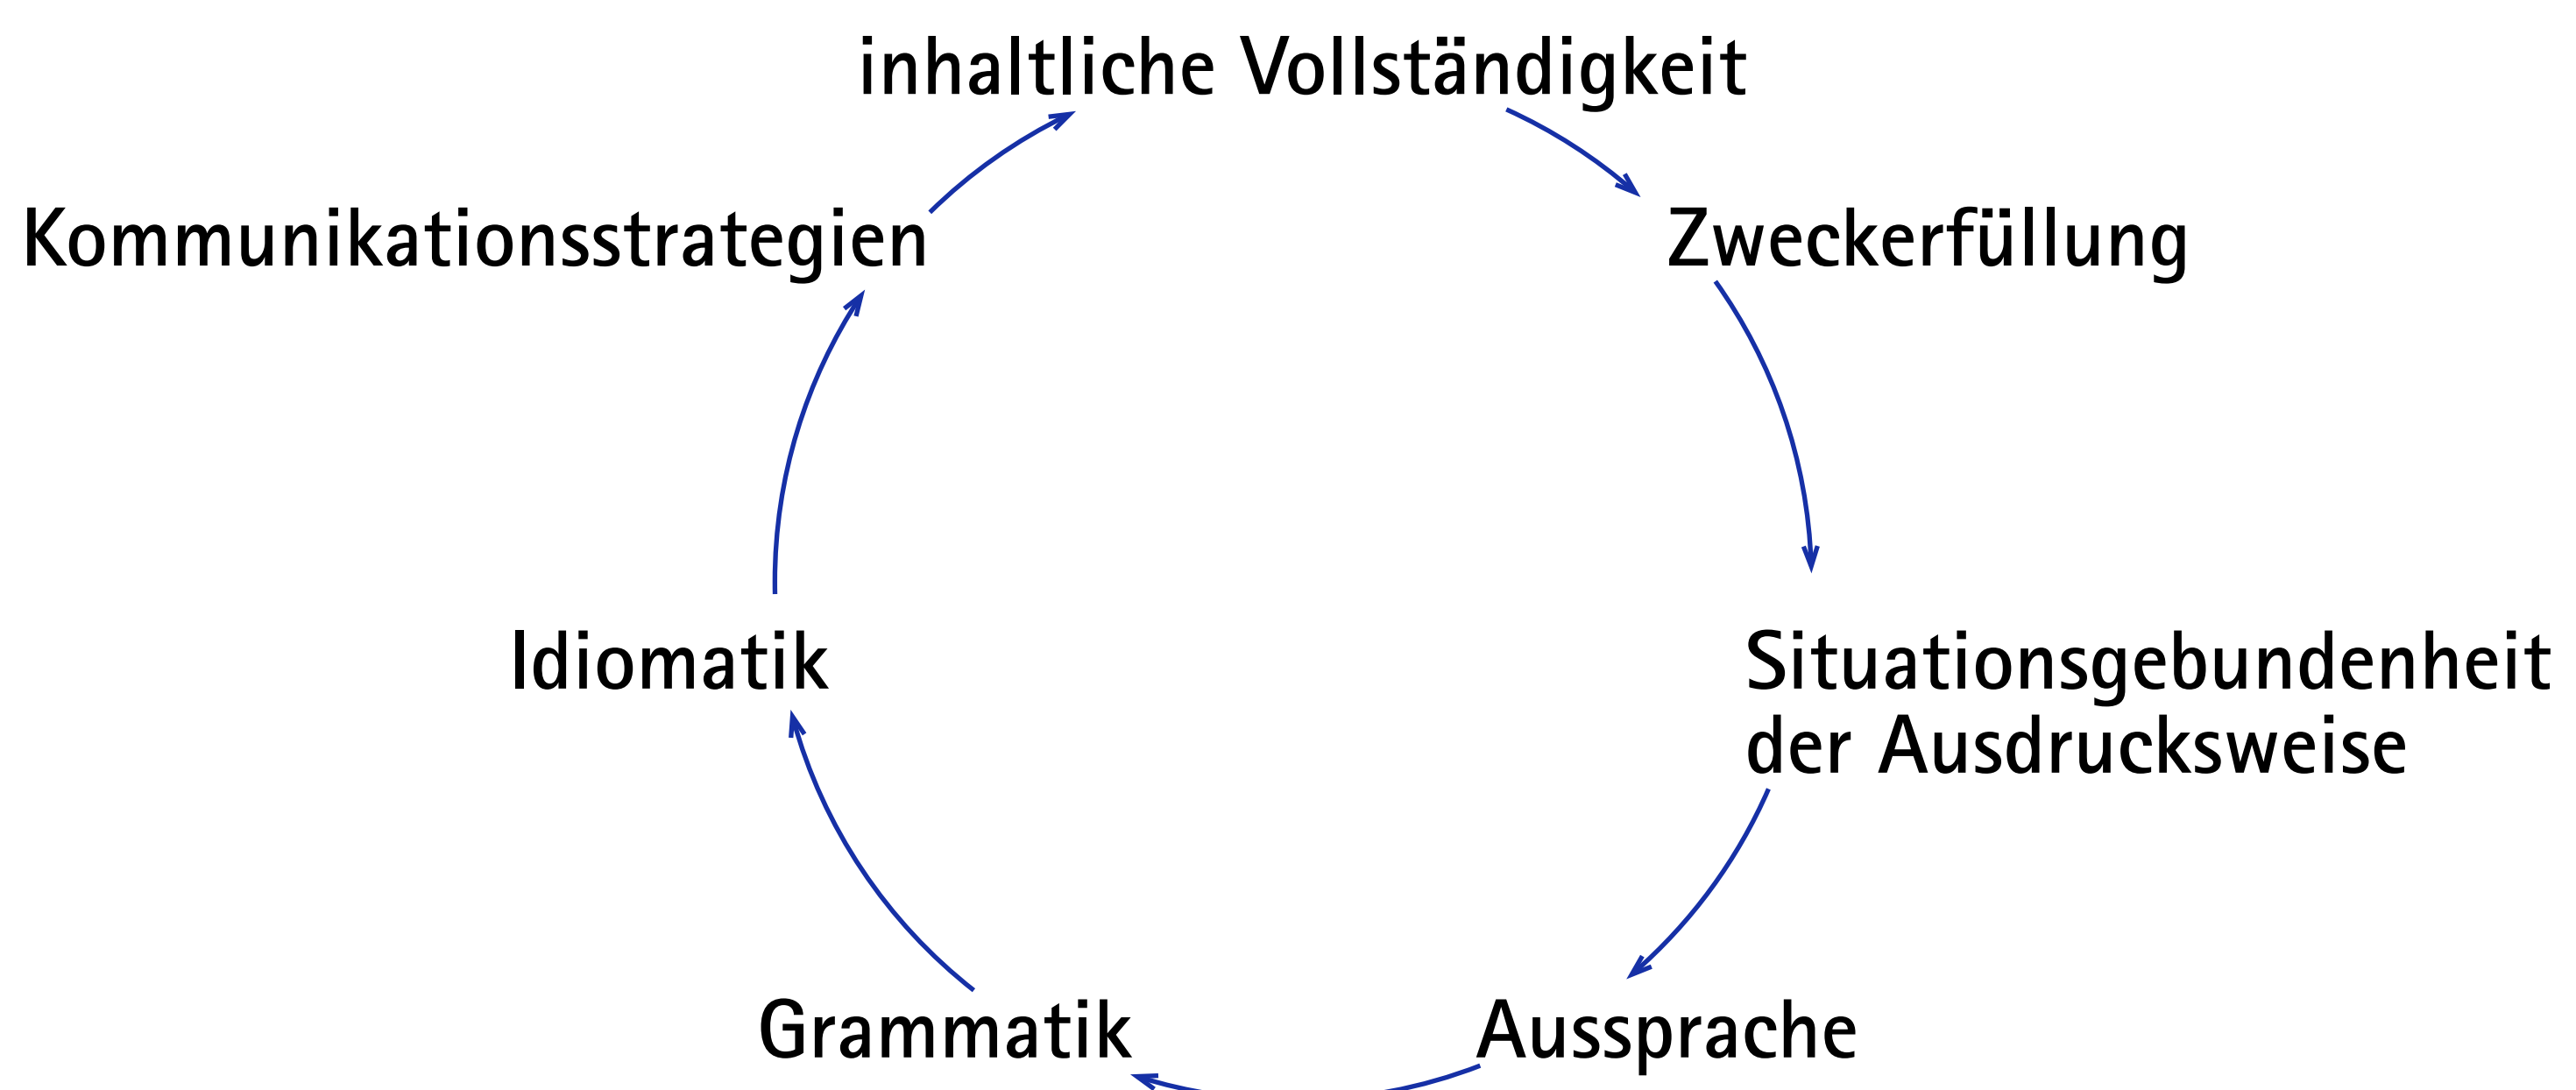 inhaltliche Vollständigkeit
Kommunikationsstrategien
Zweckerfüllung
Idiomatik
Situationsgebundenheit
der Ausdrucksweise
Grammatik
Aussprache